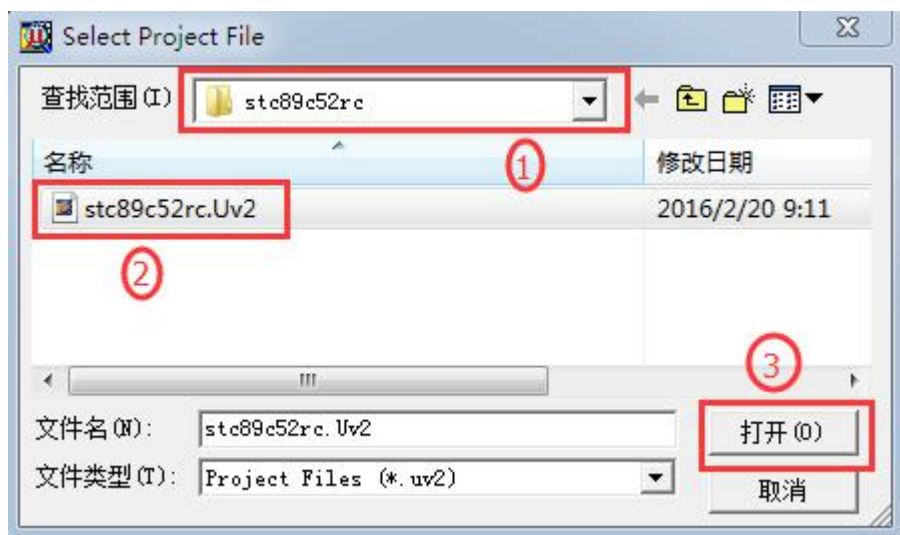 Select Project File
查找范围(I)
stc89c52rc
①
名称
修改日期
stc89c52rc.Uv2
2016/2/20 9:11
②
③
文件名(N):
stc89c52rc.Uv2
打开(O)
文件类型(T):
Project Files (*.uv2)
取消